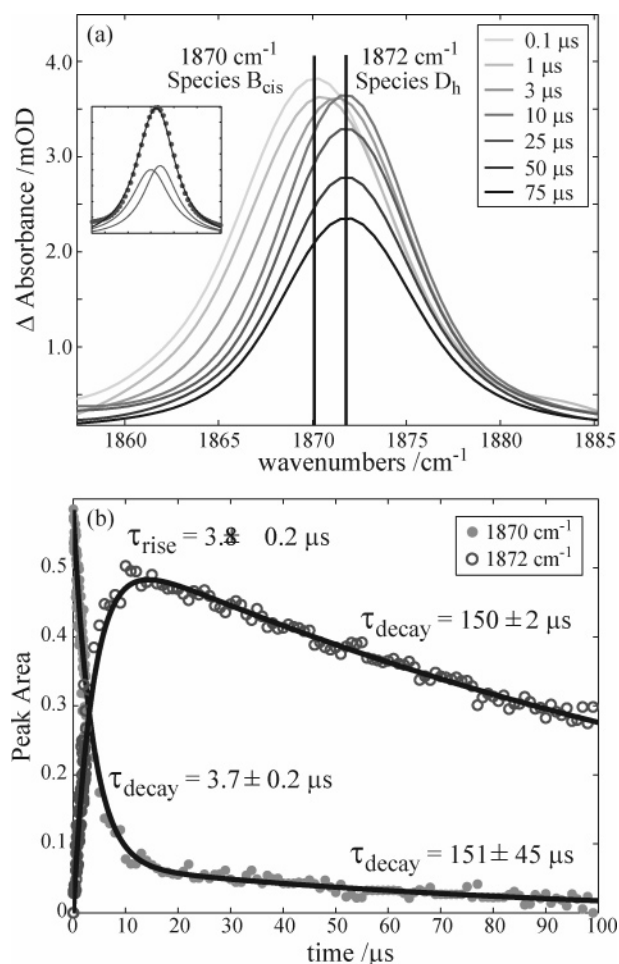 (a)
1870 cm⁻¹
Species B_cis
1872 cm⁻¹
Species D_h
0.1 μs
1 μs
3 μs
10 μs
25 μs
50 μs
75 μs
Δ Absorbance /mOD
4.0
3.0
2.0
1.0
1860 1865 1870 1875 1880 1885
wavenumbers /cm⁻¹
(b)
τ_rise = 0.2 μs
1870 cm⁻¹
1872 cm⁻¹
τ_decay = 150 ± 2 μs
τ_decay = 3.7 ± 0.2 μs
τ_decay = 151 ± 45 μs
Peak Area
0.5
0.4
0.3
0.2
0.1
0
0 10 20 30 40 50 60 70 80 90 100
time /μs